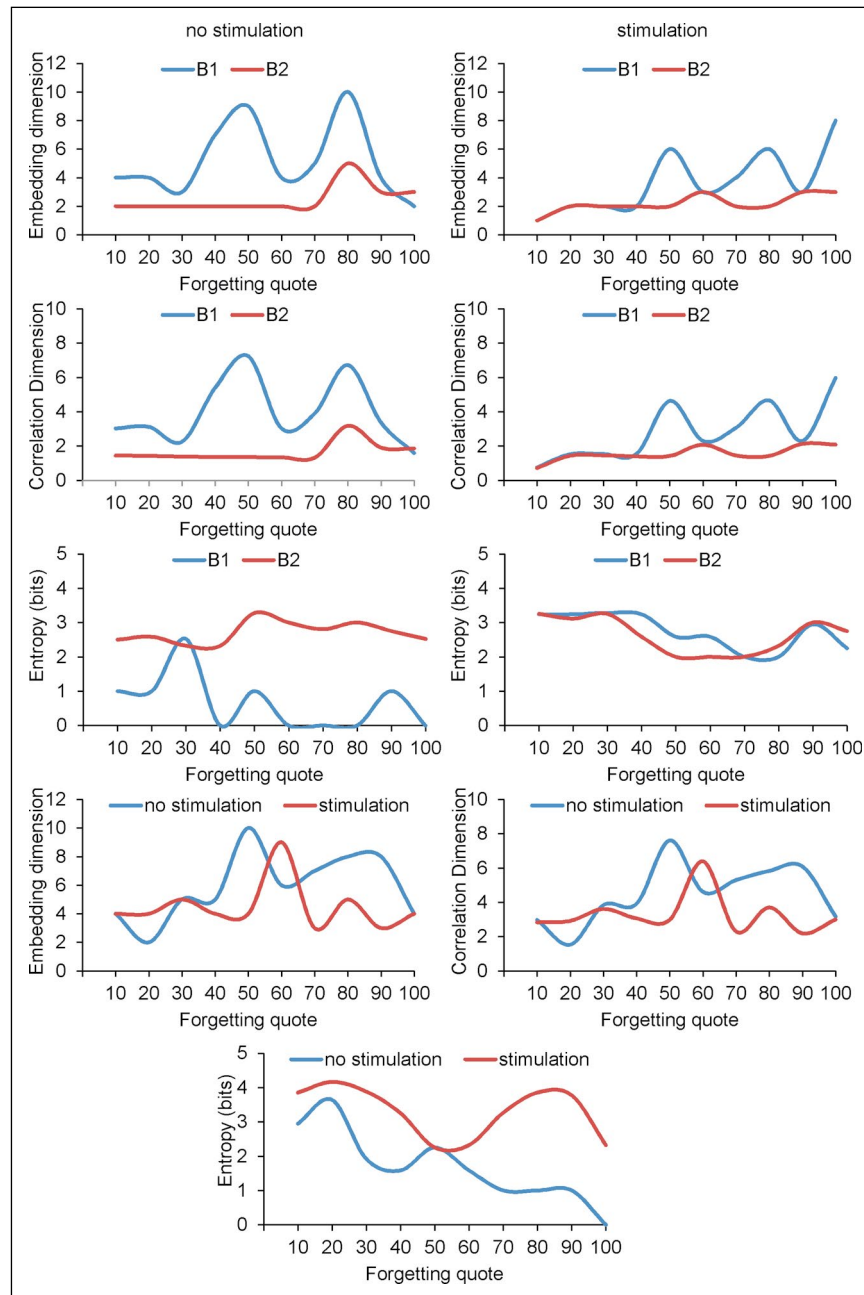 no stimulation
stimulation
Embedding dimension
12
10
8
6
4
2
0
B1 B2
10 20 30 40 50 60 70 80 90 100
Forgetting quote
Embedding dimension
12
10
8
6
4
2
0
B1 B2
10 20 30 40 50 60 70 80 90 100
Forgetting quote
Correlation Dimension
10
8
6
4
2
0
B1 B2
10 20 30 40 50 60 70 80 90 100
Forgetting quote
Correlation Dimension
10
8
6
4
2
0
B1 B2
10 20 30 40 50 60 70 80 90 100
Forgetting quote
Entropy (bits)
5
4
3
2
1
0
B1 B2
10 20 30 40 50 60 70 80 90 100
Forgetting quote
Entropy (bits)
5
4
3
2
1
0
B1 B2
10 20 30 40 50 60 70 80 90 100
Forgetting quote
Embedding dimension
12
10
8
6
4
2
0
no stimulation stimulation
10 20 30 40 50 60 70 80 90 100
Forgetting quote
Correlation Dimension
10
8
6
4
2
0
no stimulation stimulation
10 20 30 40 50 60 70 80 90 100
Forgetting quote
Entropy (bits)
5
4
3
2
1
0
no stimulation stimulation
10 20 30 40 50 60 70 80 90 100
Forgetting quote